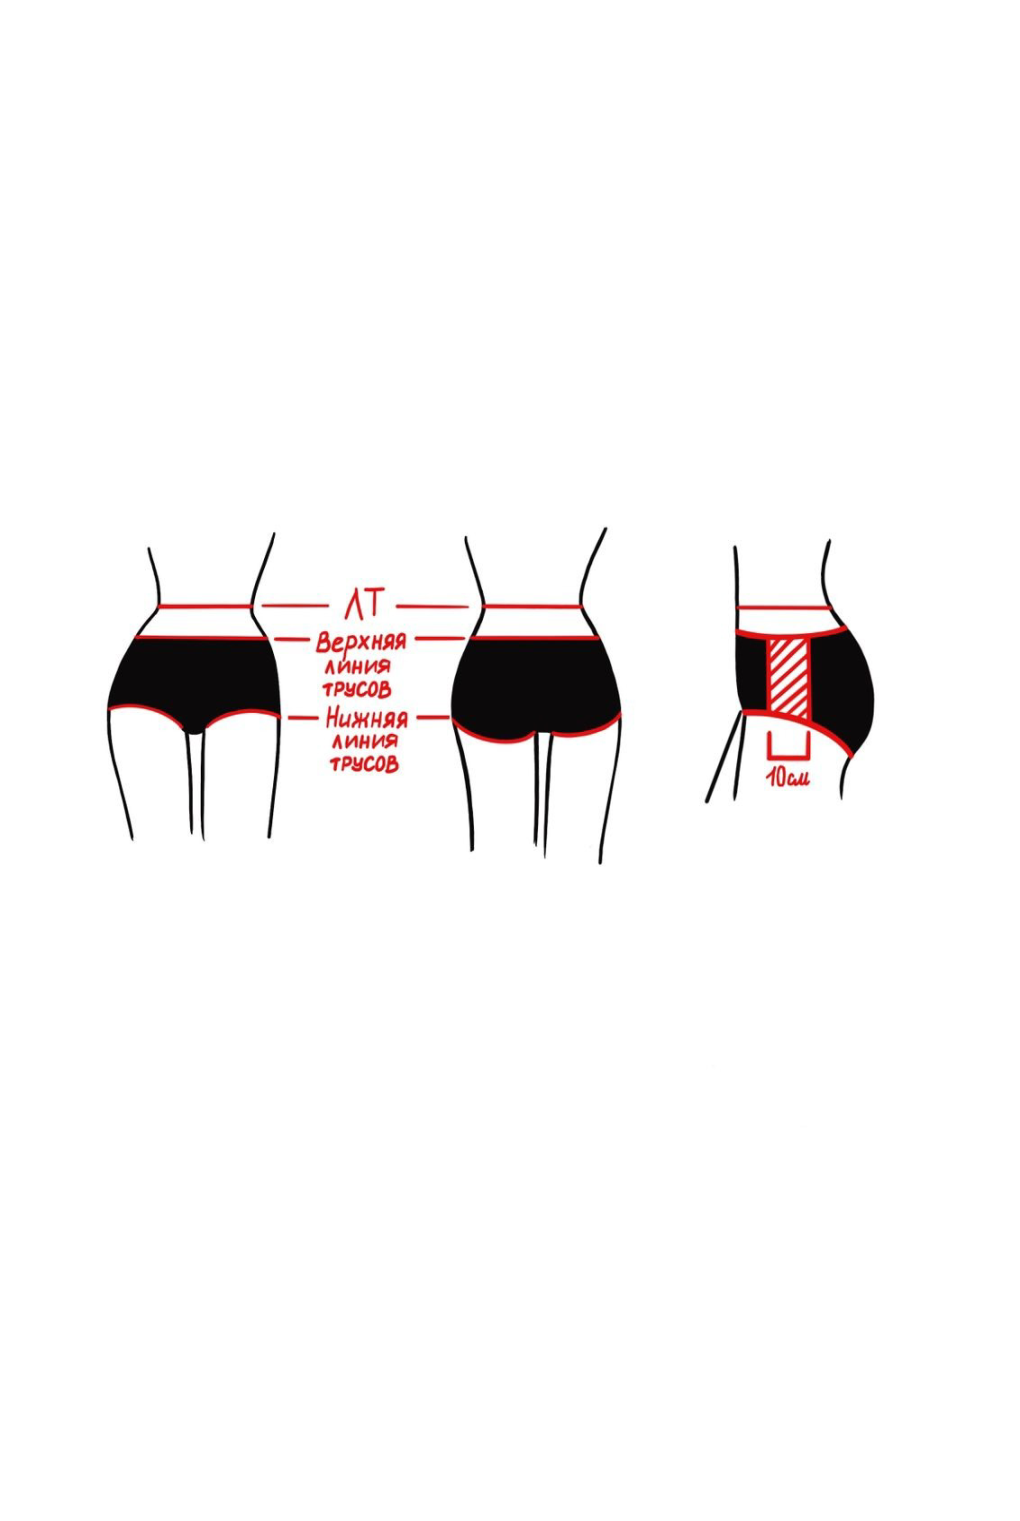 ЛТ
Верхняя
линия
трусов
Нижняя
линия
трусов
10см